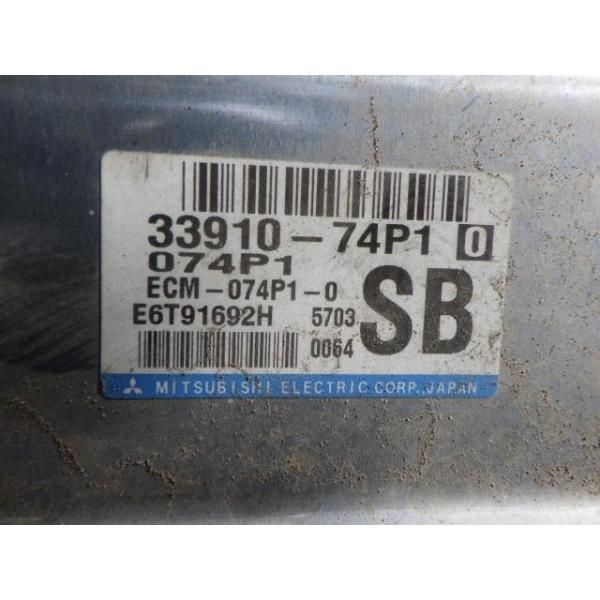 33910-74P1 0
074P1
ECM-074P1-0
E6T91692H 5703 SB
0064
MITSUBISHI ELECTRIC CORP. JAPAN